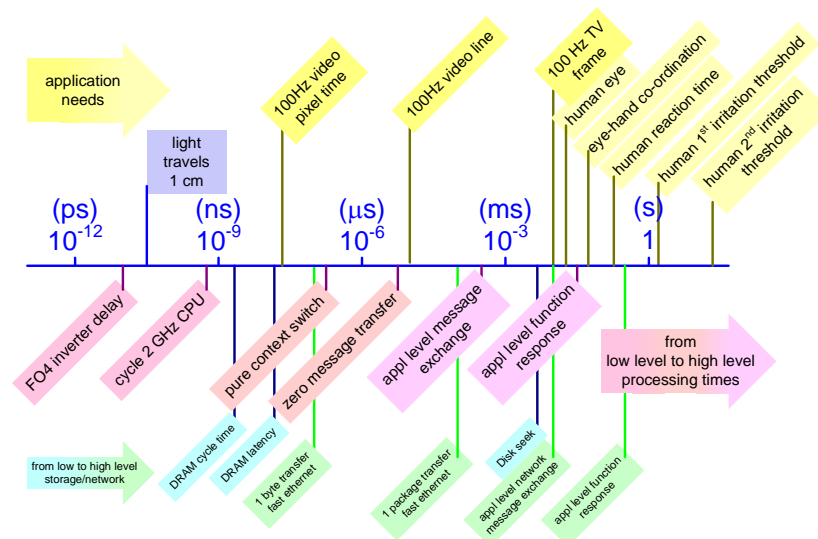 application
needs
light
travels
1 cm
100Hz video
pixel time
100Hz video line
100 Hz TV
frame
human eye
eye-hand co-ordination
human reaction time
human 1st irritation threshold
human 2nd irritation
threshold
(ps)
10-12
(ns)
10-9
(μs)
10-6
(ms)
10-3
(s)
1
FO4 inverter delay
cycle 2 GHz CPU
pure context switch
zero message transfer
appl level message
exchange
appl level function
response
from
low level to high level
processing times
from low to high level
storage/network
DRAM cycle time
DRAM latency
1 byte transfer
fast ethernet
1 package transfer
fast ethernet
Disk seek
appl level network
message exchange
appl level function
response